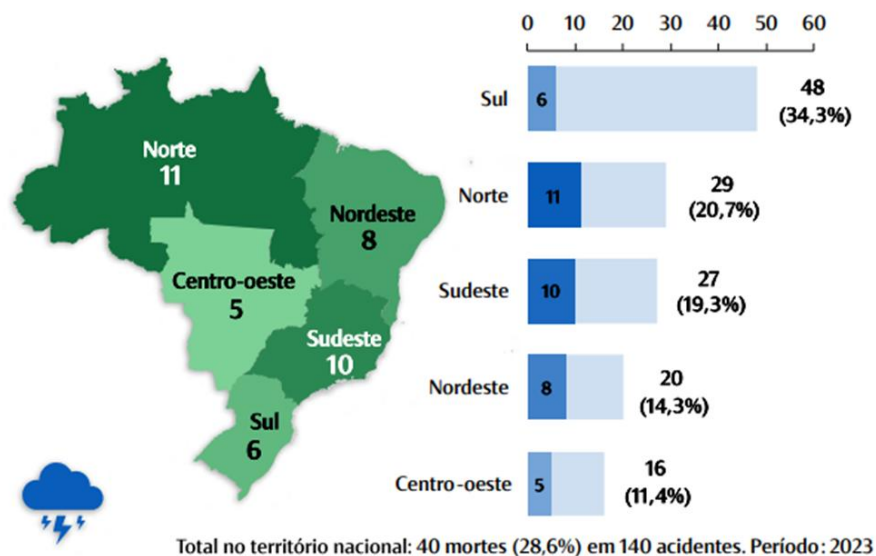 Norte
11
Nordeste
8
Centro-oeste
5
Sudeste
10
Sul
6
0 10 20 30 40 50 60
Sul 6 48
(34,3%)
Norte 11 29
(20,7%)
Sudeste 10 27
(19,3%)
Nordeste 8 20
(14,3%)
Centro-oeste 5 16
(11,4%)
Total no território nacional: 40 mortes (28,6%) em 140 acidentes. Período: 2023